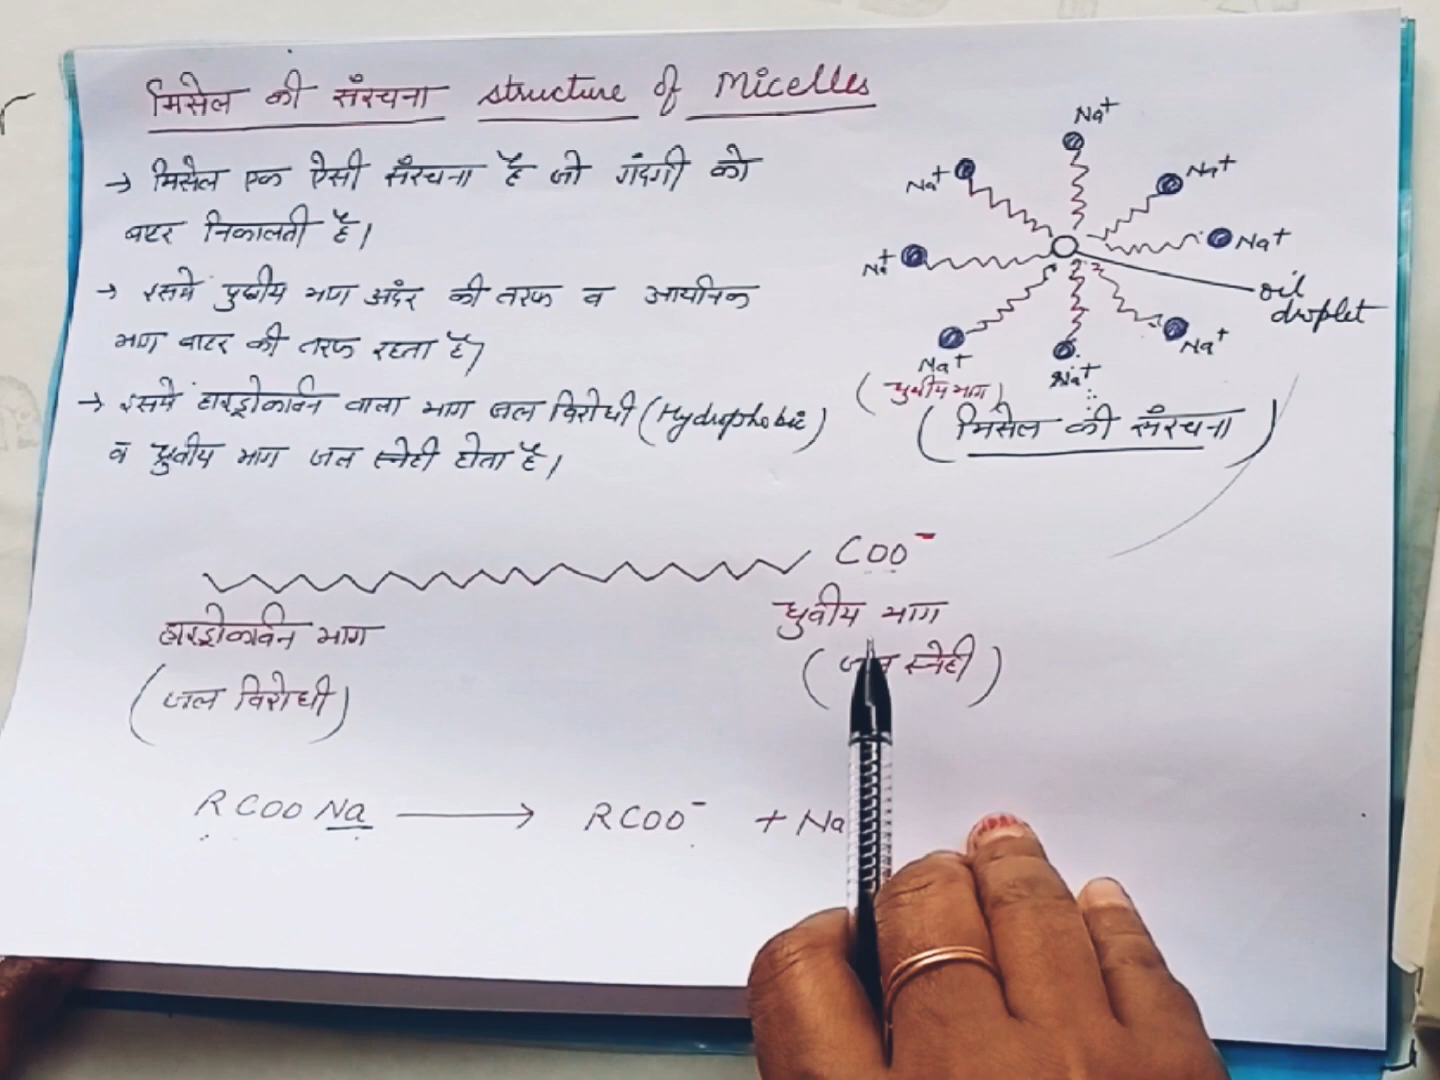 मिसेल की संरचना structure of Micelles
→ मिसेल एक ऐसी संरचना है जो गंदगी को
बाहर निकालती है।
→ इसमें ध्रुवीय भाग अंदर की तरफ व आयनिक
भाग बाहर की तरफ रहता है।
→ इसमें हाइड्रोकार्बन वाला भाग जल विरोधी (Hydrophobic)
व ध्रुवीय भाग जल स्नेही होता है।
Na+
Na+
Na+
Na+
Na+
oil
droplet
Na+
Na+
Na+
(ध्रुवीय भाग)
(मिसेल की संरचना)
COO-
हाइड्रोकार्बन भाग
ध्रुवीय भाग
(जल विरोधी)
(जल स्नेही)
RCOONa → RCOO- + Na